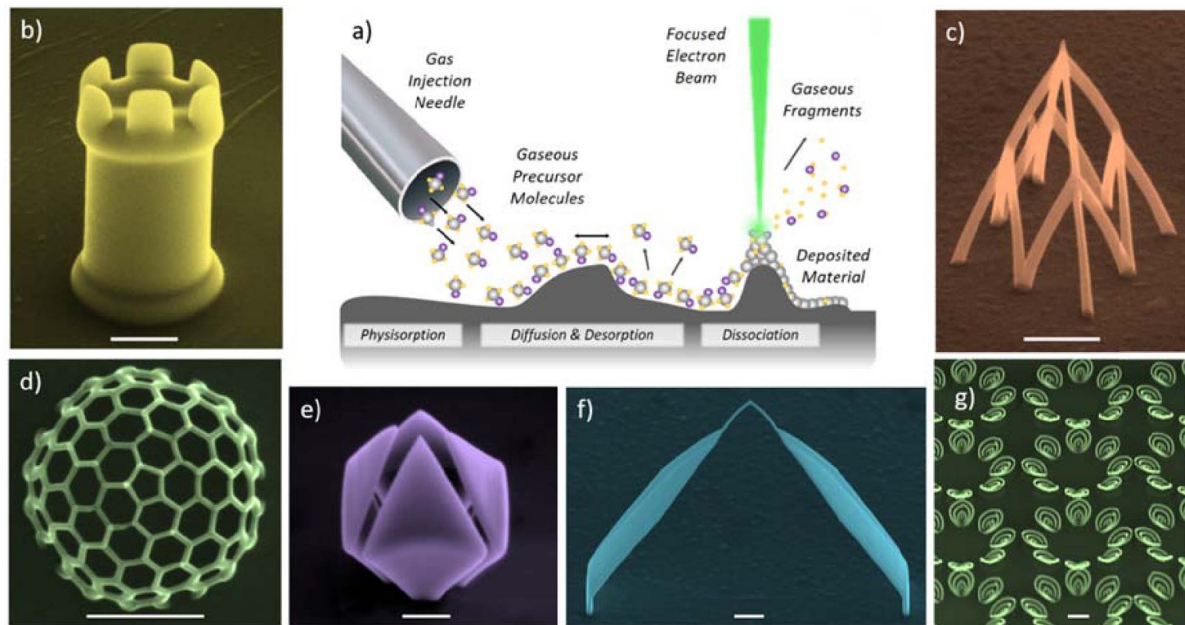 b)
a)
Gas
Injection
Needle
Focused
Electron
Beam
Gaseous
Fragments
c)
Gaseous
Precursor
Molecules
Deposited
Material
Physisorption
Diffusion & Desorption
Dissociation
d)
e)
f)
g)